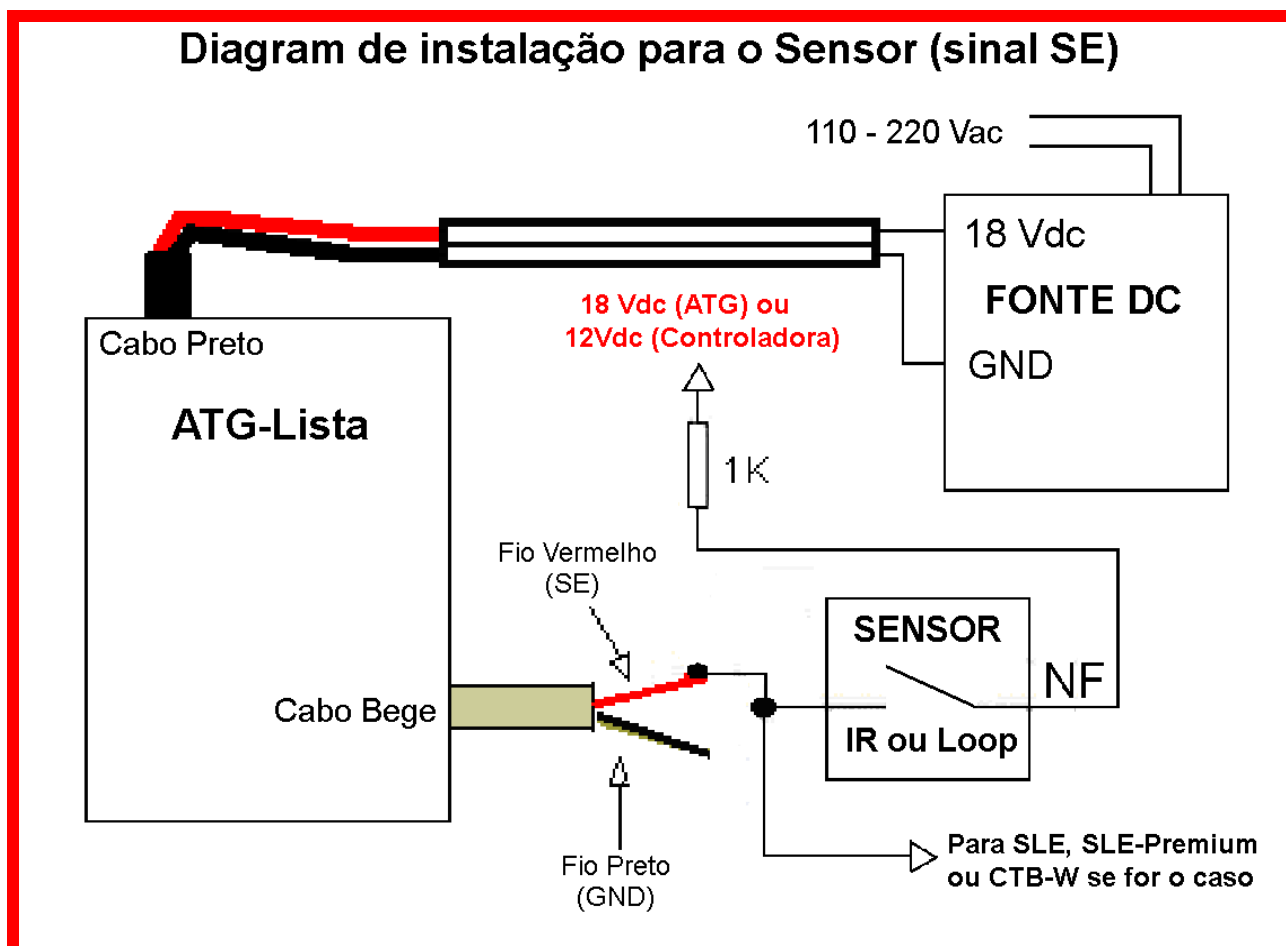 Diagram de instalação para o Sensor (sinal SE)
110 - 220 Vac
18 Vdc
FONTE DC
GND
18 Vdc (ATG) ou
12Vdc (Controladora)
Cabo Preto
ATG-Lista
1K
Fio Vermelho
(SE)
SENSOR
NF
IR ou Loop
Cabo Bege
Fio Preto
(GND)
Para SLE, SLE-Premium
ou CTB-W se for o caso